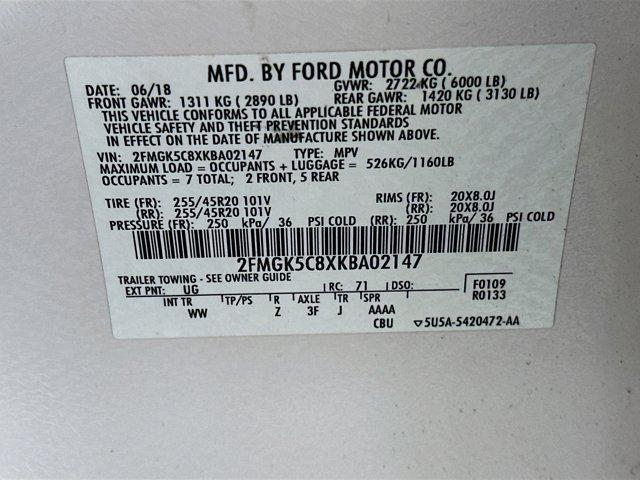 MFD. BY FORD MOTOR CO.
DATE: 06/18 GVWR: 2722 KG ( 6000 LB)
FRONT GAWR: 1311 KG ( 2890 LB) REAR GAWR: 1420 KG ( 3130 LB)
THIS VEHICLE CONFORMS TO ALL APPLICABLE FEDERAL MOTOR
VEHICLE SAFETY AND THEFT PREVENTION STANDARDS
IN EFFECT ON THE DATE OF MANUFACTURE SHOWN ABOVE.
VIN: 2FMGK5C8XKBA02147 TYPE: MPV
MAXIMUM LOAD = OCCUPANTS + LUGGAGE = 526KG/1160LB
OCCUPANTS = 7 TOTAL; 2 FRONT, 5 REAR
TIRE (FR): 255/45R20 101V RIMS (FR): 20X8.0J
(RR): 255/45R20 101V (RR): 20X8.0J
PRESSURE (FR): 250 kPa/ 36 PSI COLD (RR): 250 kPa/ 36 PSI COLD
2FMGK5C8XKBA02147
TRAILER TOWING - SEE OWNER GUIDE
EXT PNT: UG RC: 71 DSO: F0109
R0133
INT TR TP/PS R AXLE TR SPR
WW Z 3F J AAAA
CBU ▽5U5A-5420472-AA